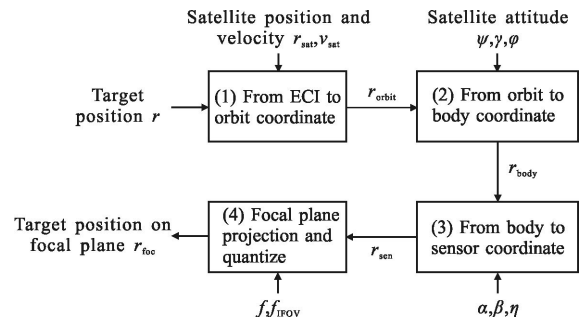 Satellite position and
velocity r_sat, v_sat
Satellite attitude
ψ,γ,φ
Target
position r
(1) From ECI to
orbit coordinate
r_orbit
(2) From orbit to
body coordinate
r_body
Target position on
focal plane r_foc
(4) Focal plane
projection and
quantize
r_sen
(3) From body to
sensor coordinate
f,f_IFOV
α,β,η